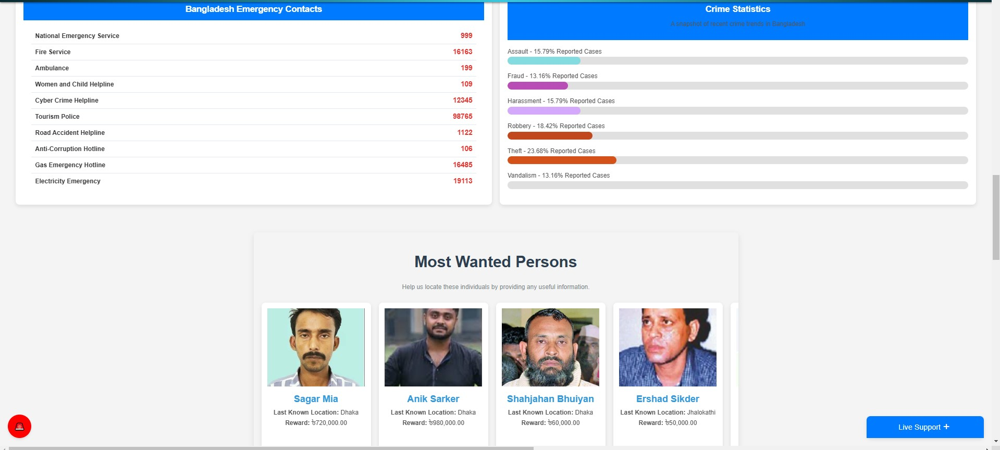 Bangladesh Emergency Contacts
National Emergency Service 999
Fire Service 16163
Ambulance 199
Women and Child Helpline 109
Cyber Crime Helpline 12345
Tourism Police 98765
Road Accident Helpline 1122
Anti-Corruption Hotline 106
Gas Emergency Hotline 16485
Electricity Emergency 19113
Crime Statistics
A snapshot of recent crime trends in Bangladesh
Assault - 15.79% Reported Cases
Fraud - 13.16% Reported Cases
Harassment - 15.79% Reported Cases
Robbery - 18.42% Reported Cases
Theft - 23.68% Reported Cases
Vandalism - 13.16% Reported Cases
Most Wanted Persons
Help us locate these individuals by providing any useful information.
Sagar Mia
Last Known Location: Dhaka
Reward: ৳720,000.00
Anik Sarker
Last Known Location: Dhaka
Reward: ৳980,000.00
Shahjahan Bhuiyan
Last Known Location: Dhaka
Reward: ৳60,000.00
Ershad Sikder
Last Known Location: Jhalokathi
Reward: ৳50,000.00
Live Support +